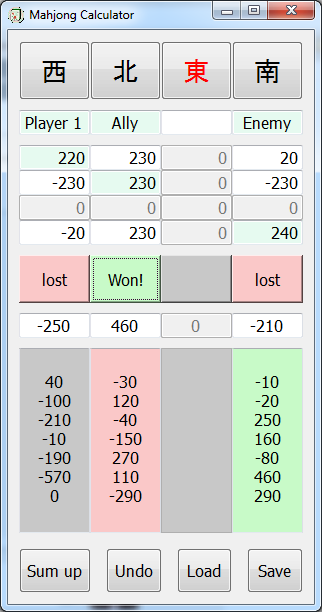 Mahjong Calculator
西 北 東 南
Player 1 Ally Enemy
220 230 0 20
-230 230 0 -230
0 0 0 0
-20 230 0 240
lost Won! lost
-250 460 0 -210
40 -30 -10
-100 120 -20
-210 -40 250
-10 -150 160
-190 270 -80
-570 110 460
0 -290 290
Sum up Undo Load Save